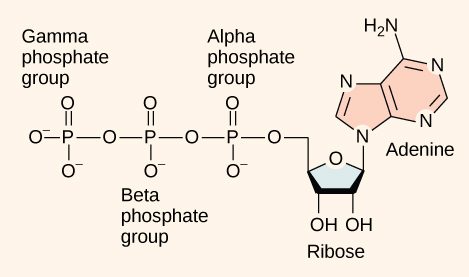 Gamma
phosphate
group
Alpha
phosphate
group
H₂N
N
N
N
N
Adenine
O
O
O
O⁻
P
O
P
O
P
O
O⁻
O⁻
O⁻
O
Beta
phosphate
group
OH OH
Ribose